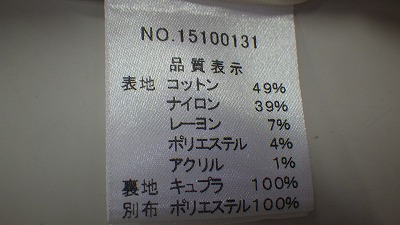 NO.15100131
品質表示
表地 コットン 49%
ナイロン 39%
レーヨン 7%
ポリエステル 4%
アクリル 1%
裏地 キュプラ 100%
別布 ポリエステル100%